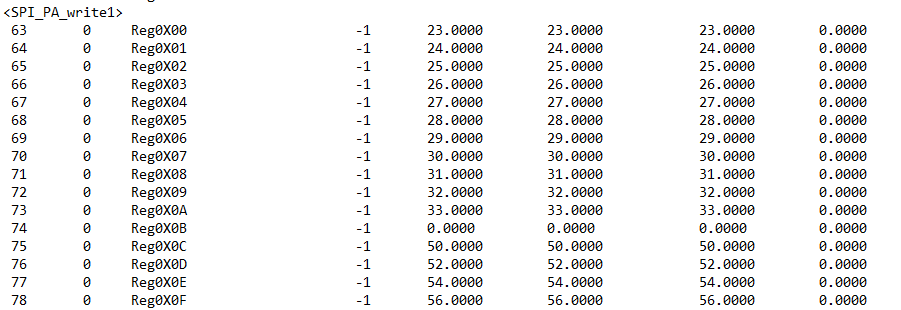 <SPI_PA_write1>
63 0 Reg0X00 -1 23.0000 23.0000 23.0000 0.0000
64 0 Reg0X01 -1 24.0000 24.0000 24.0000 0.0000
65 0 Reg0X02 -1 25.0000 25.0000 25.0000 0.0000
66 0 Reg0X03 -1 26.0000 26.0000 26.0000 0.0000
67 0 Reg0X04 -1 27.0000 27.0000 27.0000 0.0000
68 0 Reg0X05 -1 28.0000 28.0000 28.0000 0.0000
69 0 Reg0X06 -1 29.0000 29.0000 29.0000 0.0000
70 0 Reg0X07 -1 30.0000 30.0000 30.0000 0.0000
71 0 Reg0X08 -1 31.0000 31.0000 31.0000 0.0000
72 0 Reg0X09 -1 32.0000 32.0000 32.0000 0.0000
73 0 Reg0X0A -1 33.0000 33.0000 33.0000 0.0000
74 0 Reg0X0B -1 0.0000 0.0000 0.0000 0.0000
75 0 Reg0X0C -1 50.0000 50.0000 50.0000 0.0000
76 0 Reg0X0D -1 52.0000 52.0000 52.0000 0.0000
77 0 Reg0X0E -1 54.0000 54.0000 54.0000 0.0000
78 0 Reg0X0F -1 56.0000 56.0000 56.0000 0.0000